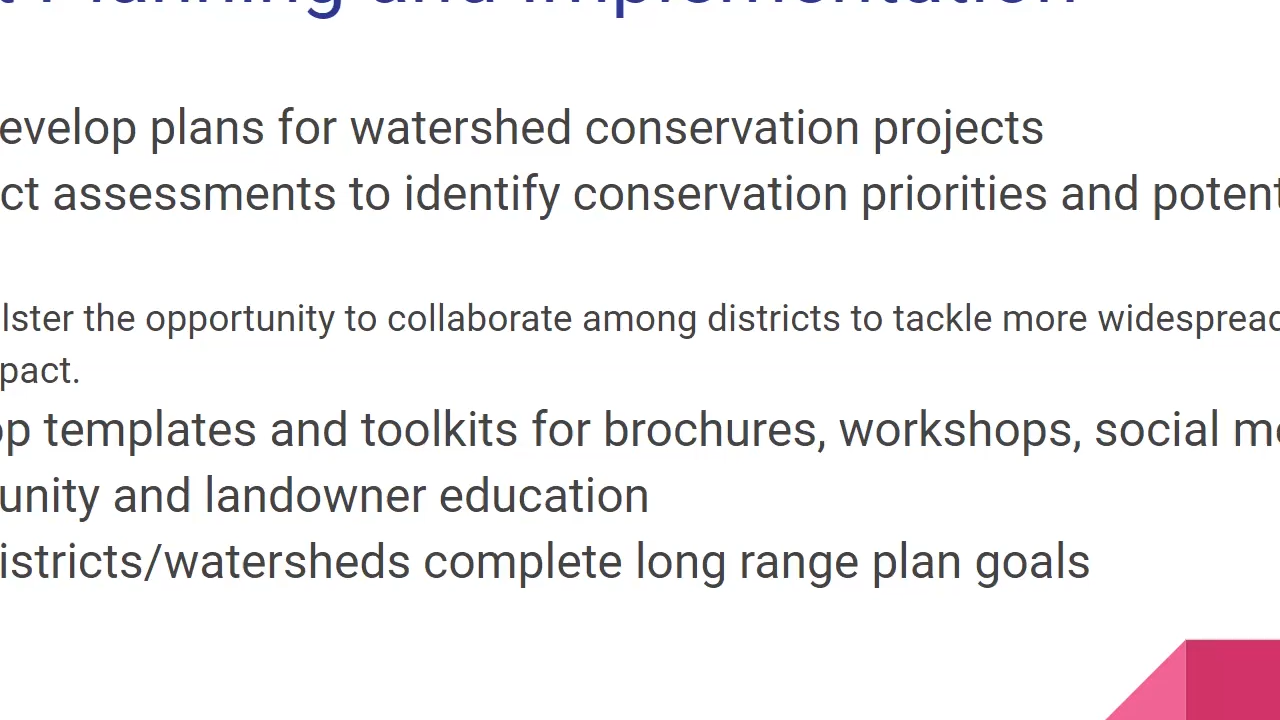 Planning and Implementation
evelop plans for watershed conservation projects
ct assessments to identify conservation priorities and potent
lster the opportunity to collaborate among districts to tackle more widespread
pact.
op templates and toolkits for brochures, workshops, social me
unity and landowner education
istricts/watersheds complete long range plan goals